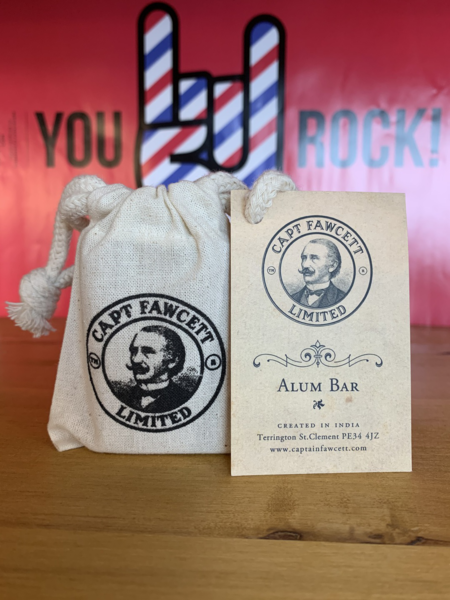 YOU ROCK!
CAPT FAWCETT
LIMITED
CAPT FAWCETT
LIMITED
ALUM BAR
CREATED IN INDIA
Terrington St.Clement PE34 4JZ
www.captainfawcett.com